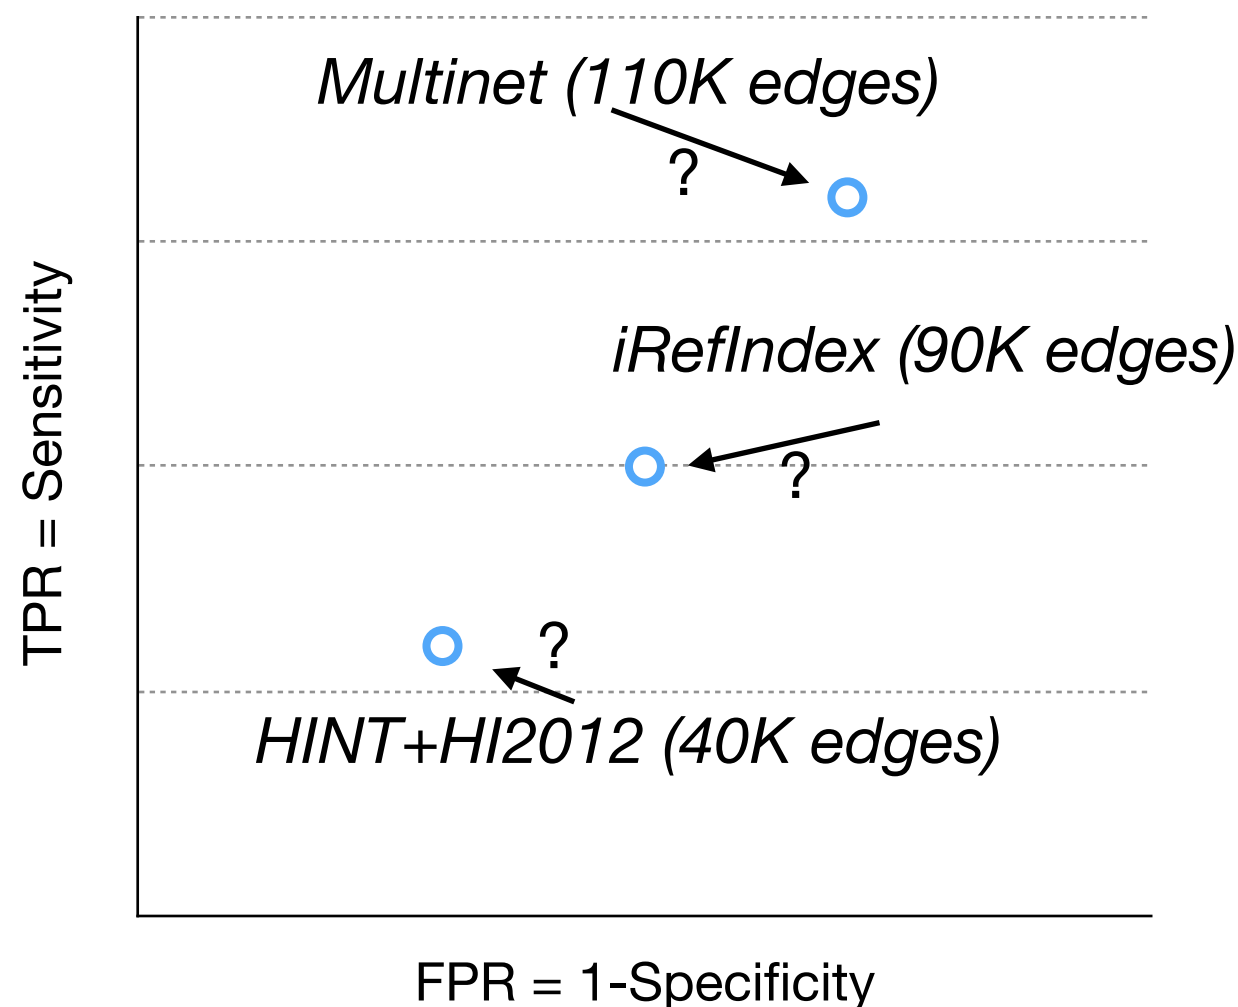 Multinet (110K edges)
?
iRefIndex (90K edges)
?
?
HINT+HI2012 (40K edges)
TPR = Sensitivity
FPR = 1-Specificity